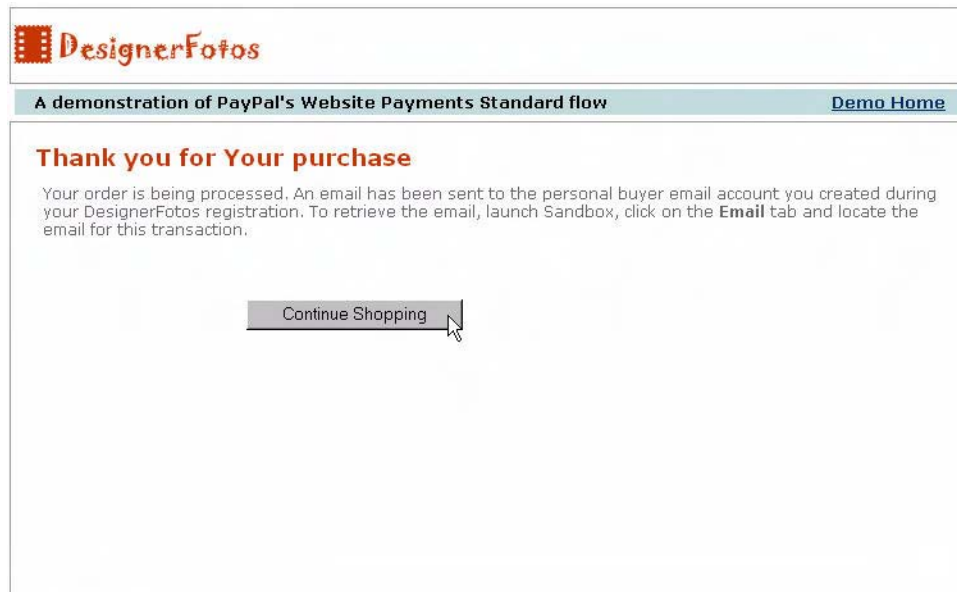 DesignerFotos
A demonstration of PayPal's Website Payments Standard flow Demo Home
Thank you for Your purchase
Your order is being processed. An email has been sent to the personal buyer email account you created during
your DesignerFotos registration. To retrieve the email, launch Sandbox, click on the Email tab and locate the
email for this transaction.
Continue Shopping